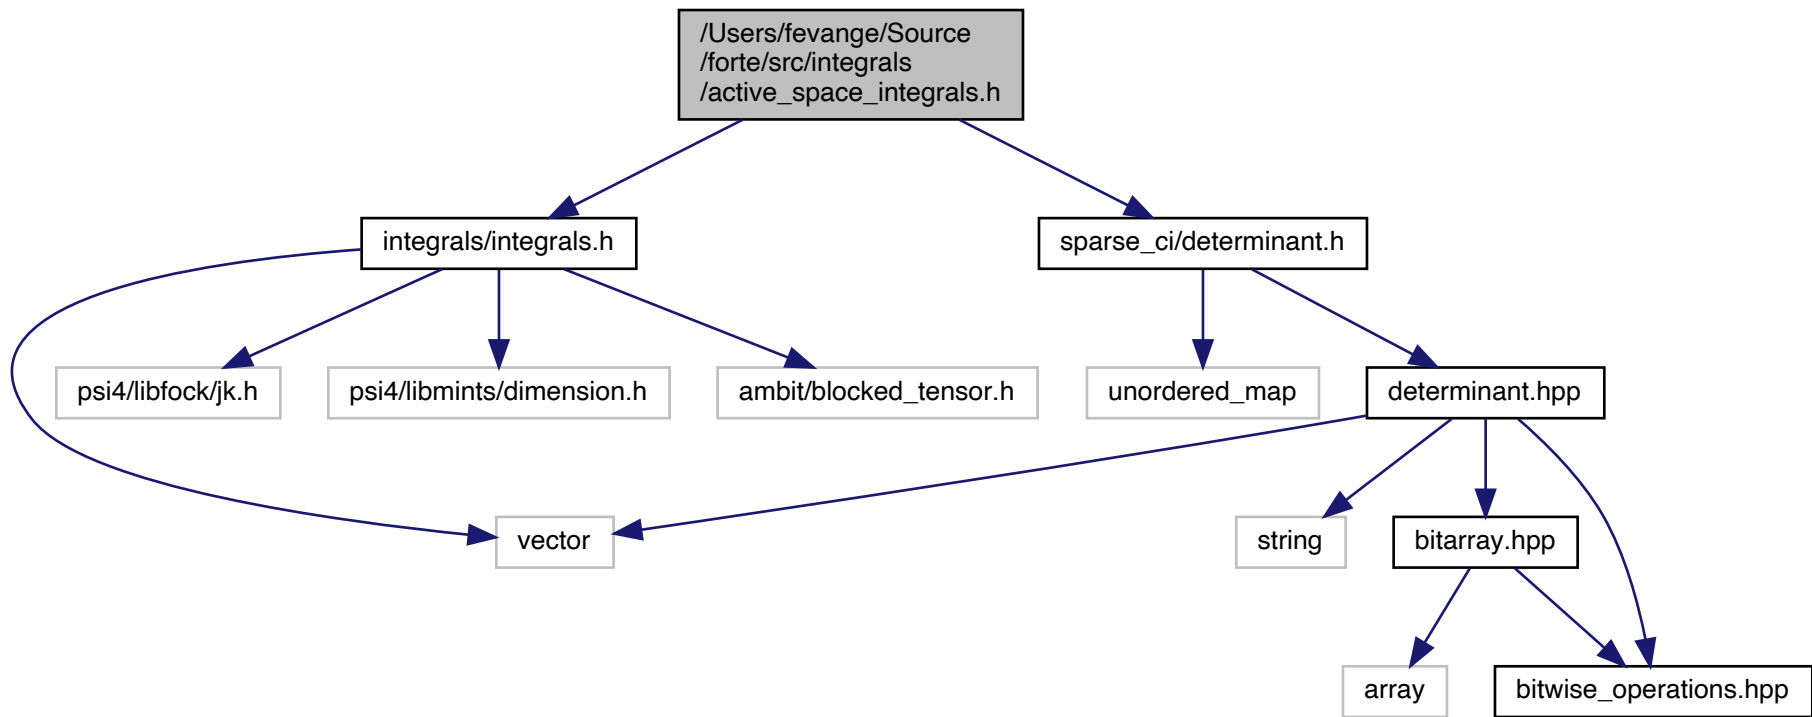 /Users/fevange/Source
/forte/src/integrals
/active_space_integrals.h
integrals/integrals.h
sparse_ci/determinant.h
psi4/libfock/jk.h
psi4/libmints/dimension.h
ambit/blocked_tensor.h
unordered_map
determinant.hpp
vector
string
bitarray.hpp
array
bitwise_operations.hpp